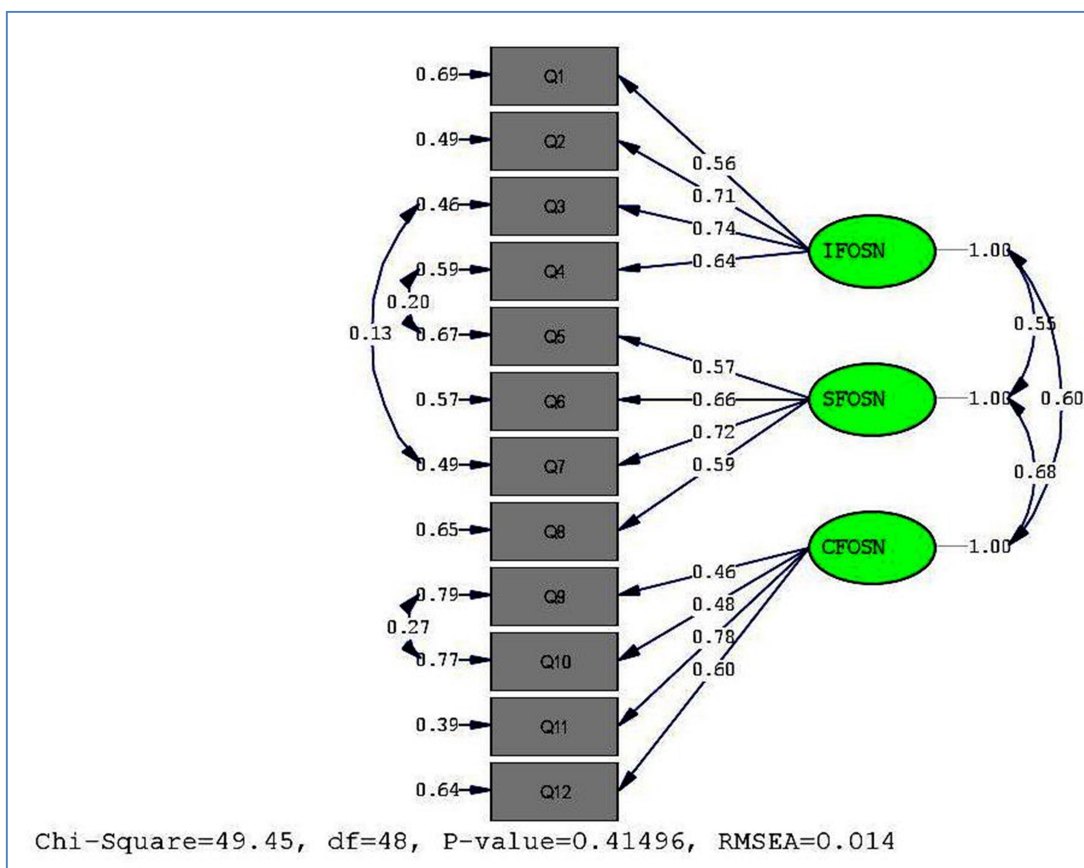 0.69 Q1
0.49 Q2
0.56
0.71
0.46 Q3
0.74
IFOSN 1.00
0.59 Q4
0.64
0.20
0.13
0.55
0.67 Q5
0.57
0.57 Q6
0.66
SFOSN 1.00
0.60
0.72
0.49 Q7
0.59
0.68
0.65 Q8
CFOSN 1.00
0.46
0.79 Q9
0.48
0.27
0.78
0.77 Q10
0.60
0.39 Q11
0.64 Q12
Chi-Square=49.45, df=48, P-value=0.41496, RMSEA=0.014